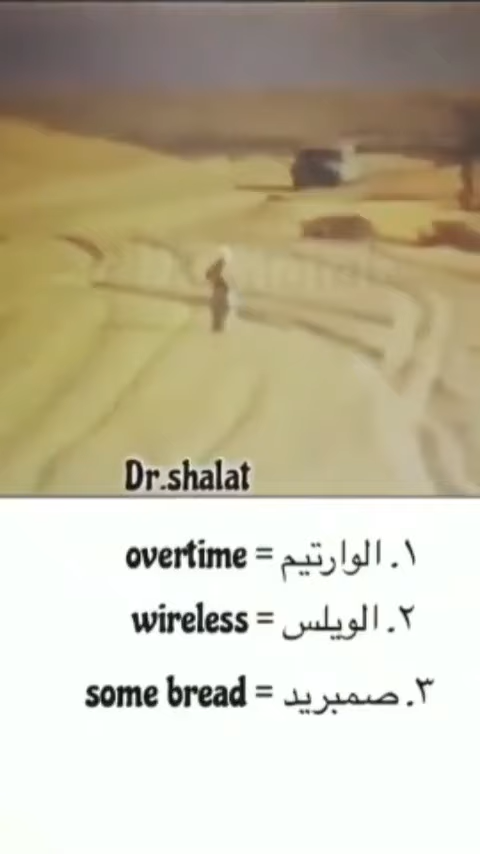 Dr.shalat
١. الوارتيم = overtime
٢. الويلس = wireless
٣. صمبريد = some bread